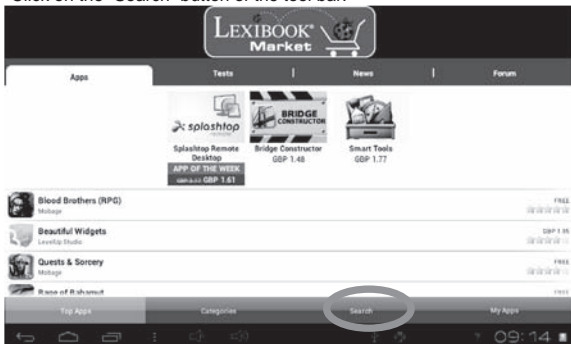 Click on the "Search" button of the tool bar.
LEXIBOOK®
Market
Apps
Tests
News
Forum
splashtop
remote
BRIDGE
CONSTRUCTOR
Splashtop Remote
Desktop
APP OF THE WEEK
GBP 1.61
Bridge Constructor
GBP 1.48
Smart Tools
GBP 1.77
Blood Brothers (RPG)
Mobage
FREE
Beautiful Widgets
LevelUp Studio
Quests & Sorcery
Mobage
FREE
Rage of Bahamut
FREE
Top Apps
Categories
Search
My Apps
09:14